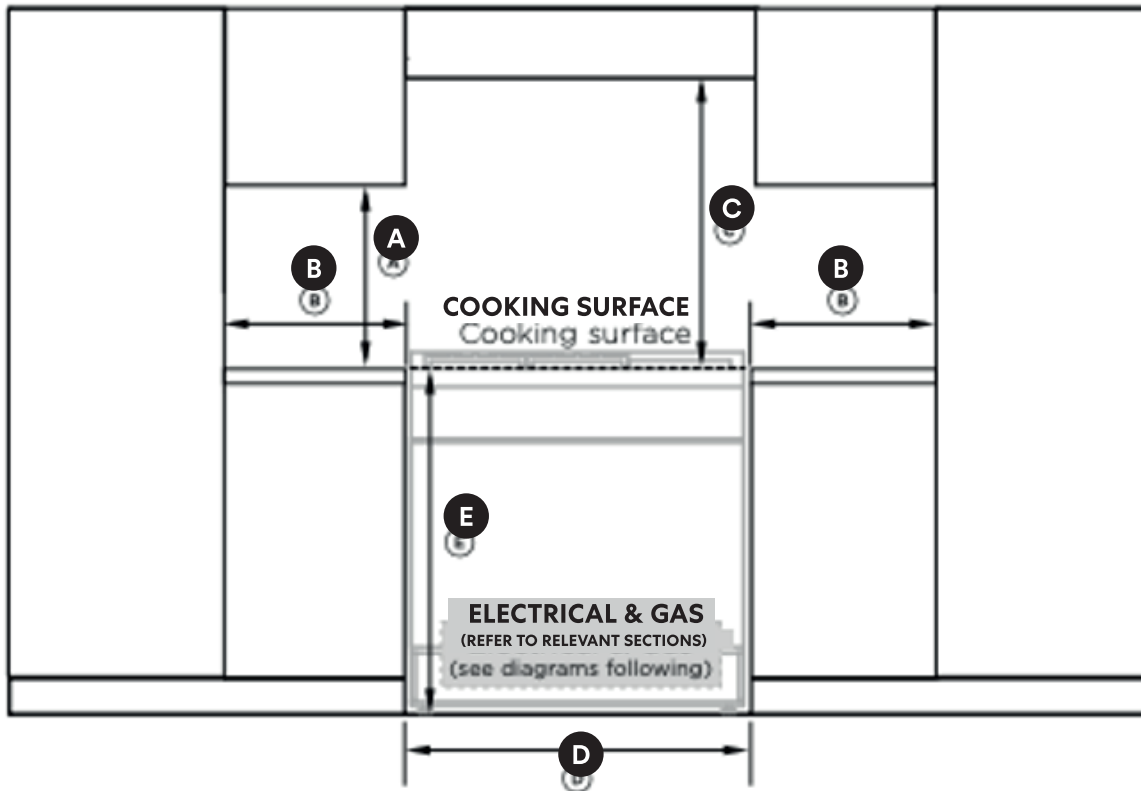 C
A
A
B
B
B
B
COOKING SURFACE
Cooking surface
E
ELECTRICAL & GAS
(REFER TO RELEVANT SECTIONS)
(see diagrams following)
D